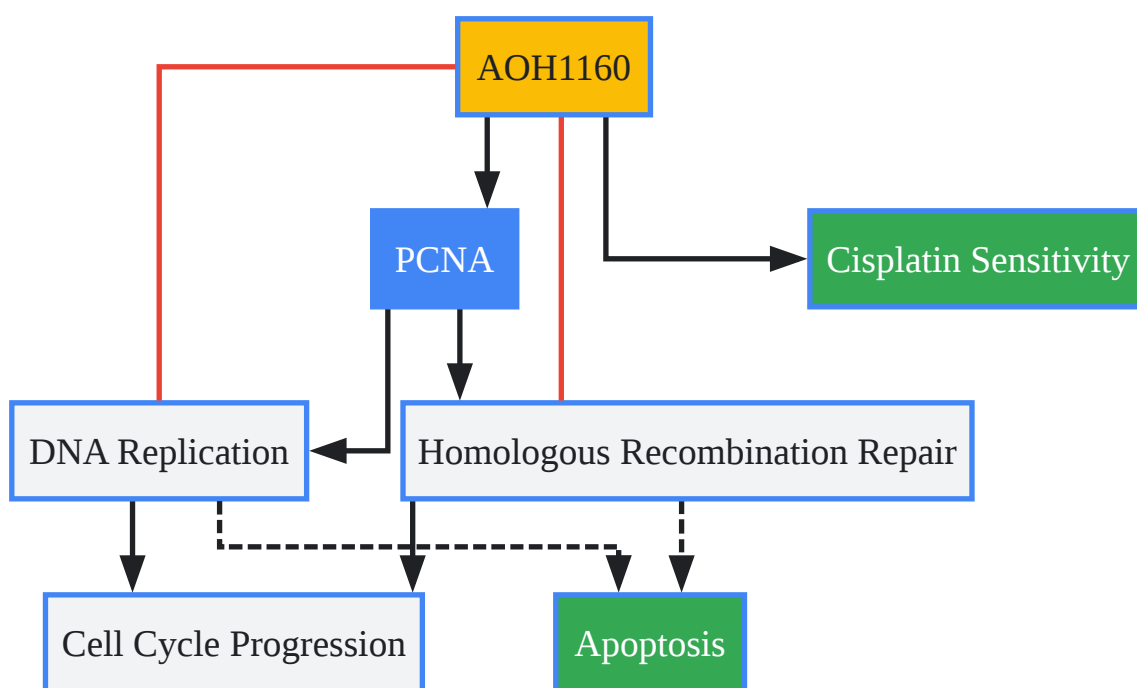 AOH1160
PCNA
Cisplatin Sensitivity
DNA Replication
Homologous Recombination Repair
Cell Cycle Progression
Apoptosis